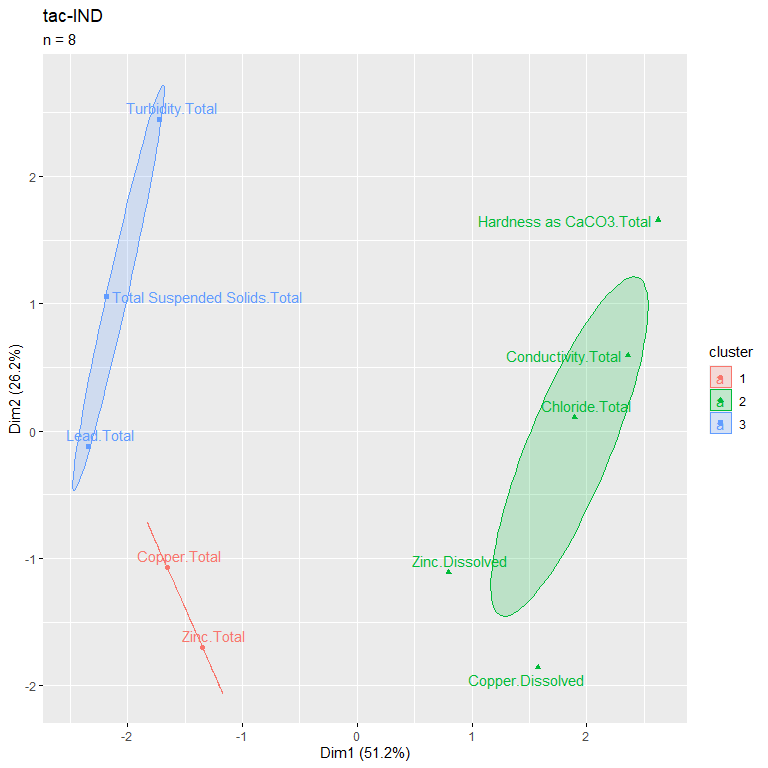 tac-IND
n = 8
Turbidity.Total
2
Hardness as CaCO3.Total
Total Suspended Solids.Total
1
Conductivity.Total
cluster
a 1
Chloride.Total
a 2
a 3
Dim2 (26.2%)
Lead.Total
0
Copper.Total
Zinc.Dissolved
-1
Zinc.Total
Copper.Dissolved
-2
-2 -1 0 1 2
Dim1 (51.2%)